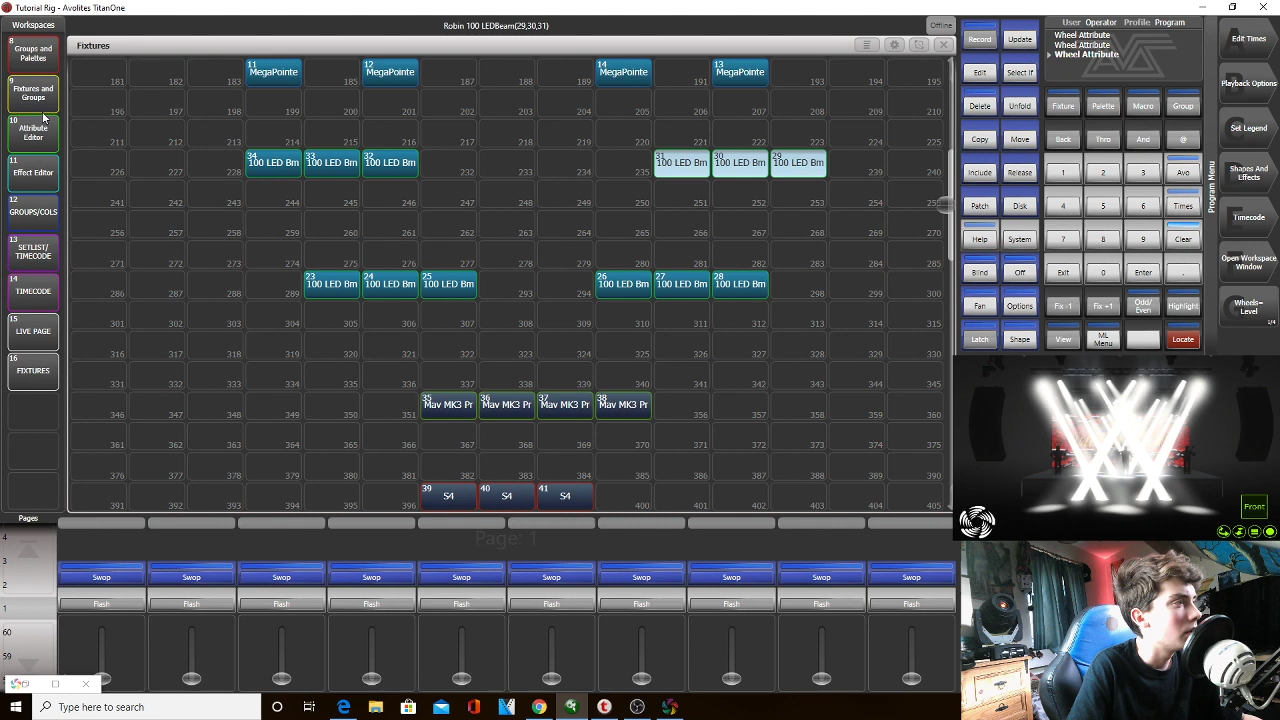 Tutorial Rig - Avolites TitanOne
Workspaces
8
Groups and
Palettes
9
Fixtures and
Groups
10
Attribute
Editor
11
Effect Editor
12
GROUPS/COLS
13
SETLIST/
TIMECODE
14
TIMECODE
15
LIVE PAGE
16
FIXTURES
Pages
4
3
2
1
60
59
Robin 100 LEDBeam(29,30,31)
Offline
Fixtures
181 182 183 11 MegaPointe 185 12 MegaPointe 187 188 189 14 MegaPointe 191 13 MegaPointe 193 194 195
196 197 198 199 200 201 202 203 204 205 206 207 208 209 210
211 212 213 214 215 216 217 218 219 220 221 222 223 224 225
226 227 228 34 100 LED Bm 33 100 LED Bm 32 100 LED Bm 232 233 234 235 31 100 LED Bm 30 100 LED Bm 29 100 LED Bm 239 240
241 242 243 244 245 246 247 248 249 250 251 252 253 254 255
256 257 258 259 260 261 262 263 264 265 266 267 268 269 270
271 272 273 274 275 276 277 278 279 280 281 282 283 284 285
286 287 288 289 23 100 LED Bm 24 100 LED Bm 25 100 LED Bm 293 294 26 100 LED Bm 27 100 LED Bm 28 100 LED Bm 298 299 300
301 302 303 304 305 306 307 308 309 310 311 312 313 314 315
316 317 318 319 320 321 322 323 324 325 326 327 328 329 330
331 332 333 334 335 336 337 338 339 340 341 342 343 344 345
346 347 348 349 350 351 35 Mav MK3 Pr 36 Mav MK3 Pr 37 Mav MK3 Pr 38 Mav MK3 Pr 356 357 358 359 360
361 362 363 364 365 366 367 368 369 370 371 372 373 374 375
376 377 378 379 380 381 382 383 384 385 386 387 388 389 390
391 392 393 394 395 396 39 S4 40 S4 41 S4 400 401 402 403 404 405
Page: 1
Swop Swop Swop Swop Swop Swop Swop Swop Swop Swop
Flash Flash Flash Flash Flash Flash Flash Flash Flash Flash
User Operator Profile Program
Wheel Attribute
Wheel Attribute
Wheel Attribute
Record Update
Edit Select If
Delete Unfold Fixture Palette Macro Group
Copy Move Back Thro And @
Include Release 1 2 3 Avo
Patch Disk 4 5 6 Times
Help System 7 8 9 Clear
Blind Off Exit 0 Enter .
Fan Options Fix -1 Fix +1 Odd/
Even Highlight
Latch Shape View ML
Menu Locate
Program Menu
Edit Times
Playback Options
Set Legend
Shapes And
Effects
Timecode
Open Workspace
Window
Wheels=
Level
1/4
Front
Type here to search